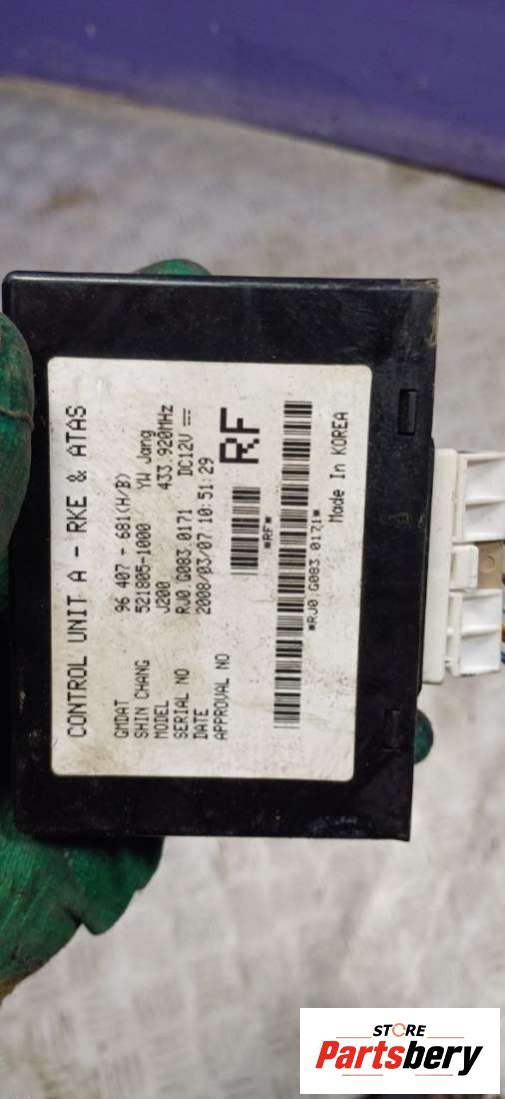 CONTROL UNIT A - RKE & ATAS
GMDAT 96 407 - 681(H/B)
SHIN CHANG 521805-1000 YW Jang
MODEL J200 433.920MHz
SERIAL NO RJ0 G083 0171 DC12V
DATE 2008/03/07 10:51:29
APPROVAL NO
RF
*RF*
*RJ0 G083 0171*
Made In KOREA
STORE
Partsbery